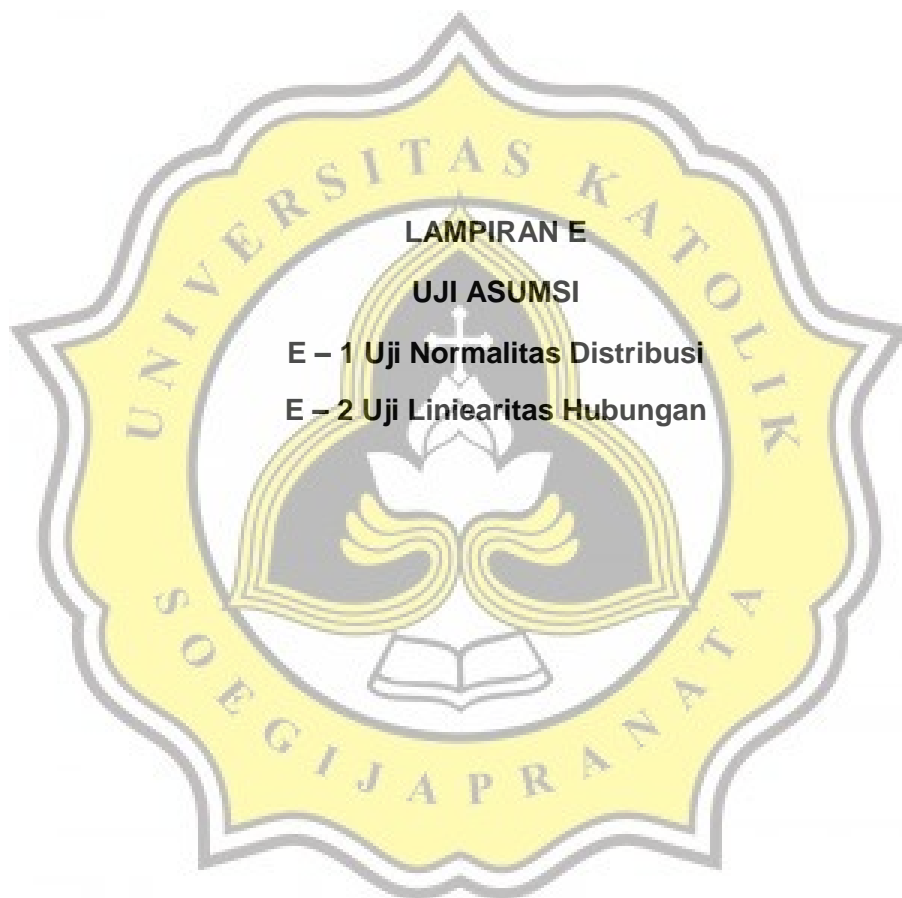 UNIVERSITAS KATOLIK
LAMPIRAN E
UJI ASUMSI
E – 1 Uji Normalitas Distribusi
E – 2 Uji Liniearitas Hubungan
SOEGIJAPRANATA